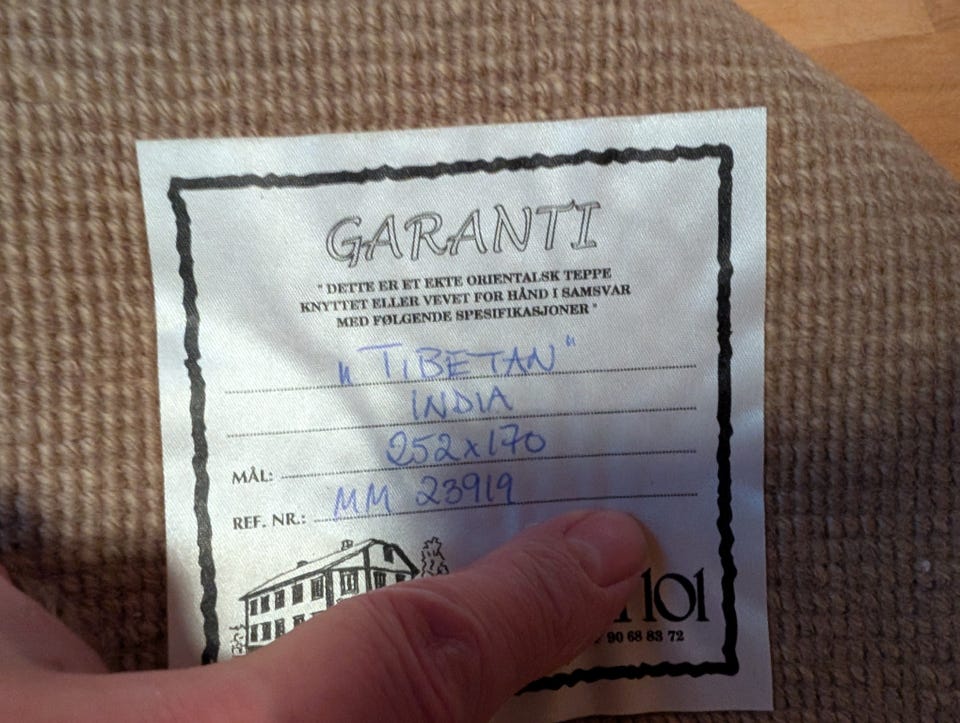 GARANTI
" DETTE ER ET EKTE ORIENTALSK TEPPE
KNYTTET ELLER VEVET FOR HÅND I SAMSVAR
MED FØLGENDE SPESIFIKASJONER "
"TIBETAN"
INDIA
MÅL: 252x170
REF. NR.: MM 23919
101
90 68 83 72